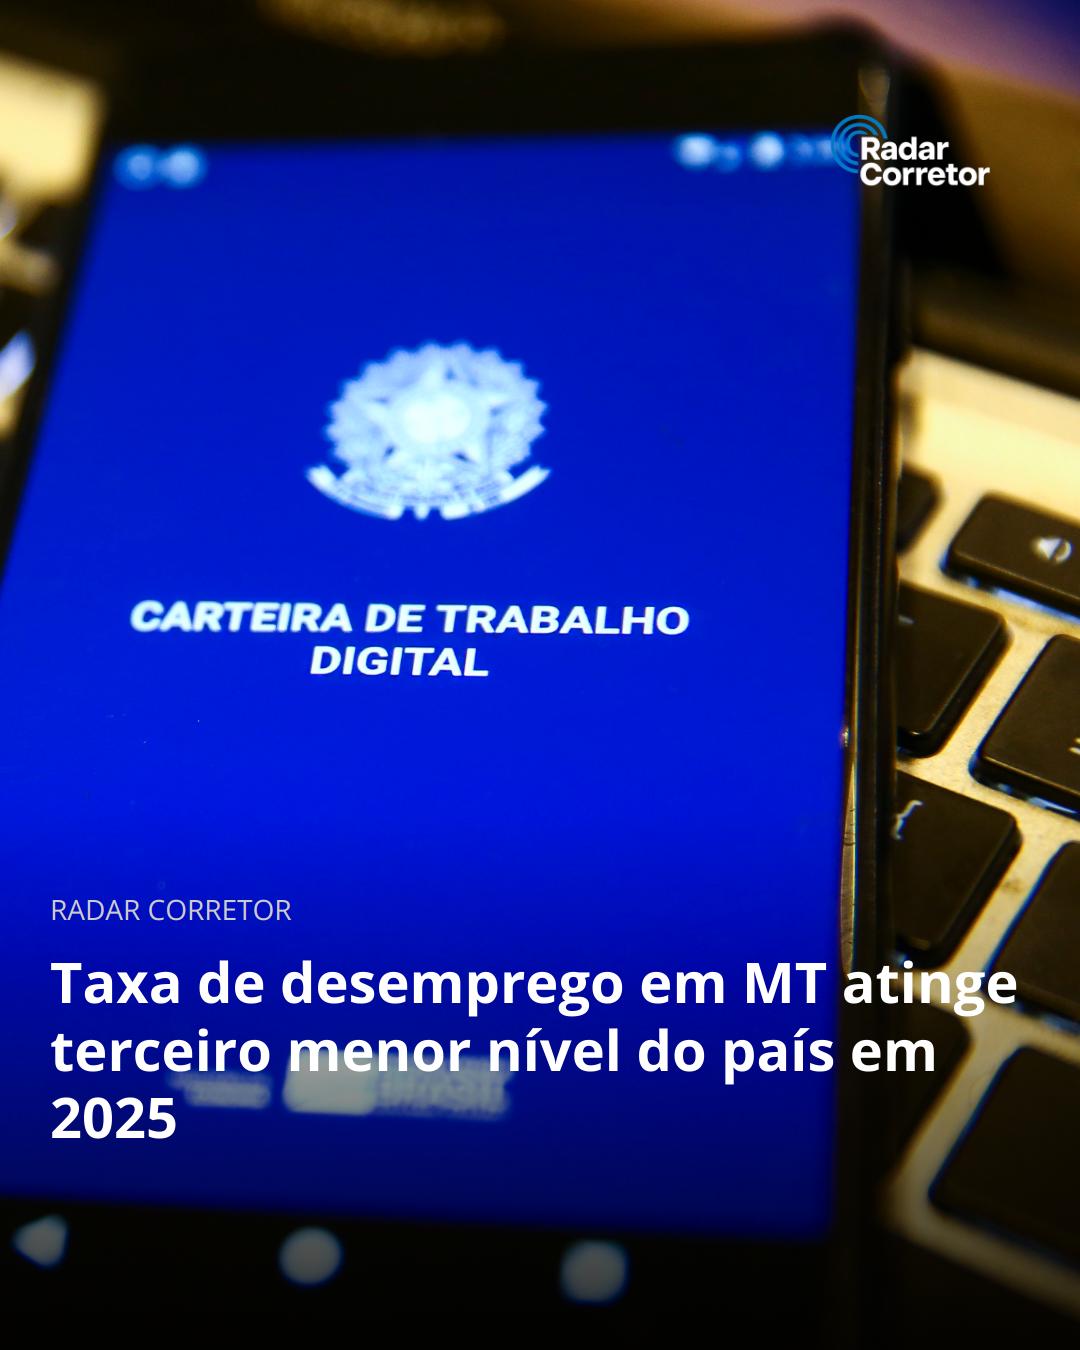 Radar
Corretor
CARTEIRA DE TRABALHO
DIGITAL
RADAR CORRETOR
Taxa de desemprego em MT atinge
terceiro menor nível do país em
2025